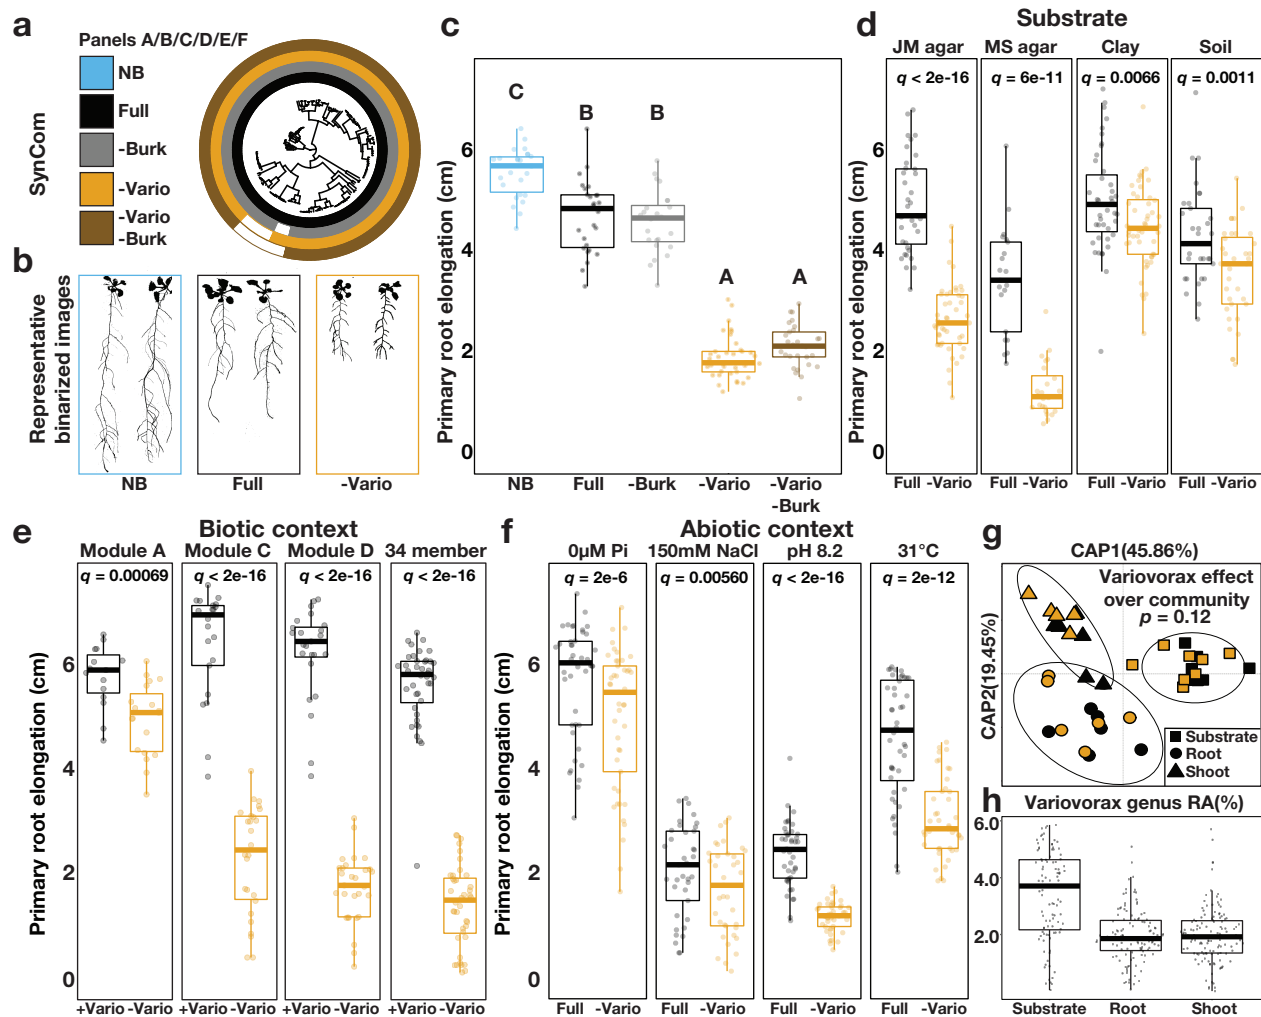 a
Panels A/B/C/D/E/F
SynCom
NB
Full
-Burk
-Vario
-Vario
-Burk
b
Representative
binarized images
NB
Full
-Vario
c
Primary root elongation (cm)
6
4
2
0
C
B
B
A
A
NB
Full
-Burk
-Vario
-Vario
-Burk
d
Substrate
JM agar
MS agar
Clay
Soil
q < 2e-16
q = 6e-11
q = 0.0066
q = 0.0011
Primary root elongation (cm)
6
4
2
0
Full -Vario
Full -Vario
Full -Vario
Full -Vario
e
Biotic context
Module A
Module C
Module D
34 member
q = 0.00069
q < 2e-16
q < 2e-16
q < 2e-16
Primary root elongation (cm)
6
4
2
0
+Vario -Vario
+Vario -Vario
+Vario -Vario
+Vario -Vario
f
Abiotic context
0µM Pi
150mM NaCl
pH 8.2
31°C
q = 2e-6
q = 0.00560
q < 2e-16
q = 2e-12
Primary root elongation (cm)
6
4
2
0
Full -Vario
Full -Vario
Full -Vario
Full -Vario
g
CAP1(45.86%)
CAP2(19.45%)
Variovorax effect
over community
p = 0.12
Substrate
Root
Shoot
h
Variovorax genus RA(%)
6.0
4.0
2.0
Substrate
Root
Shoot